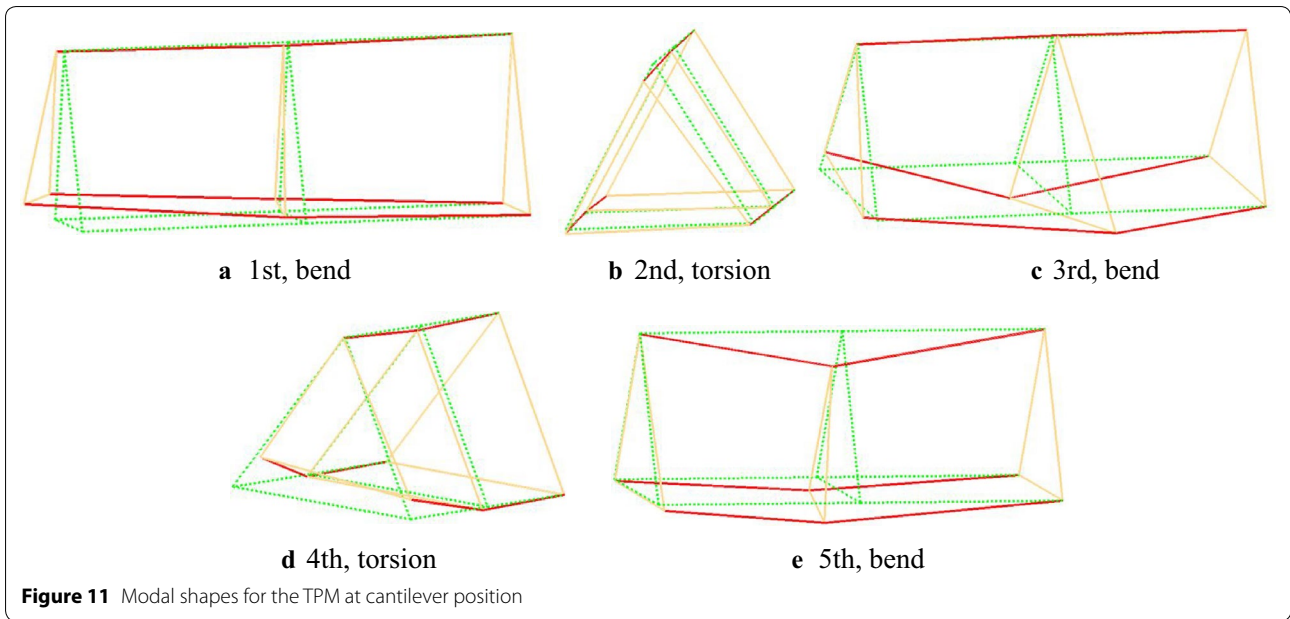 a 1st, bend
b 2nd, torsion
c 3rd, bend
d 4th, torsion
e 5th, bend
Figure 11 Modal shapes for the TPM at cantilever position